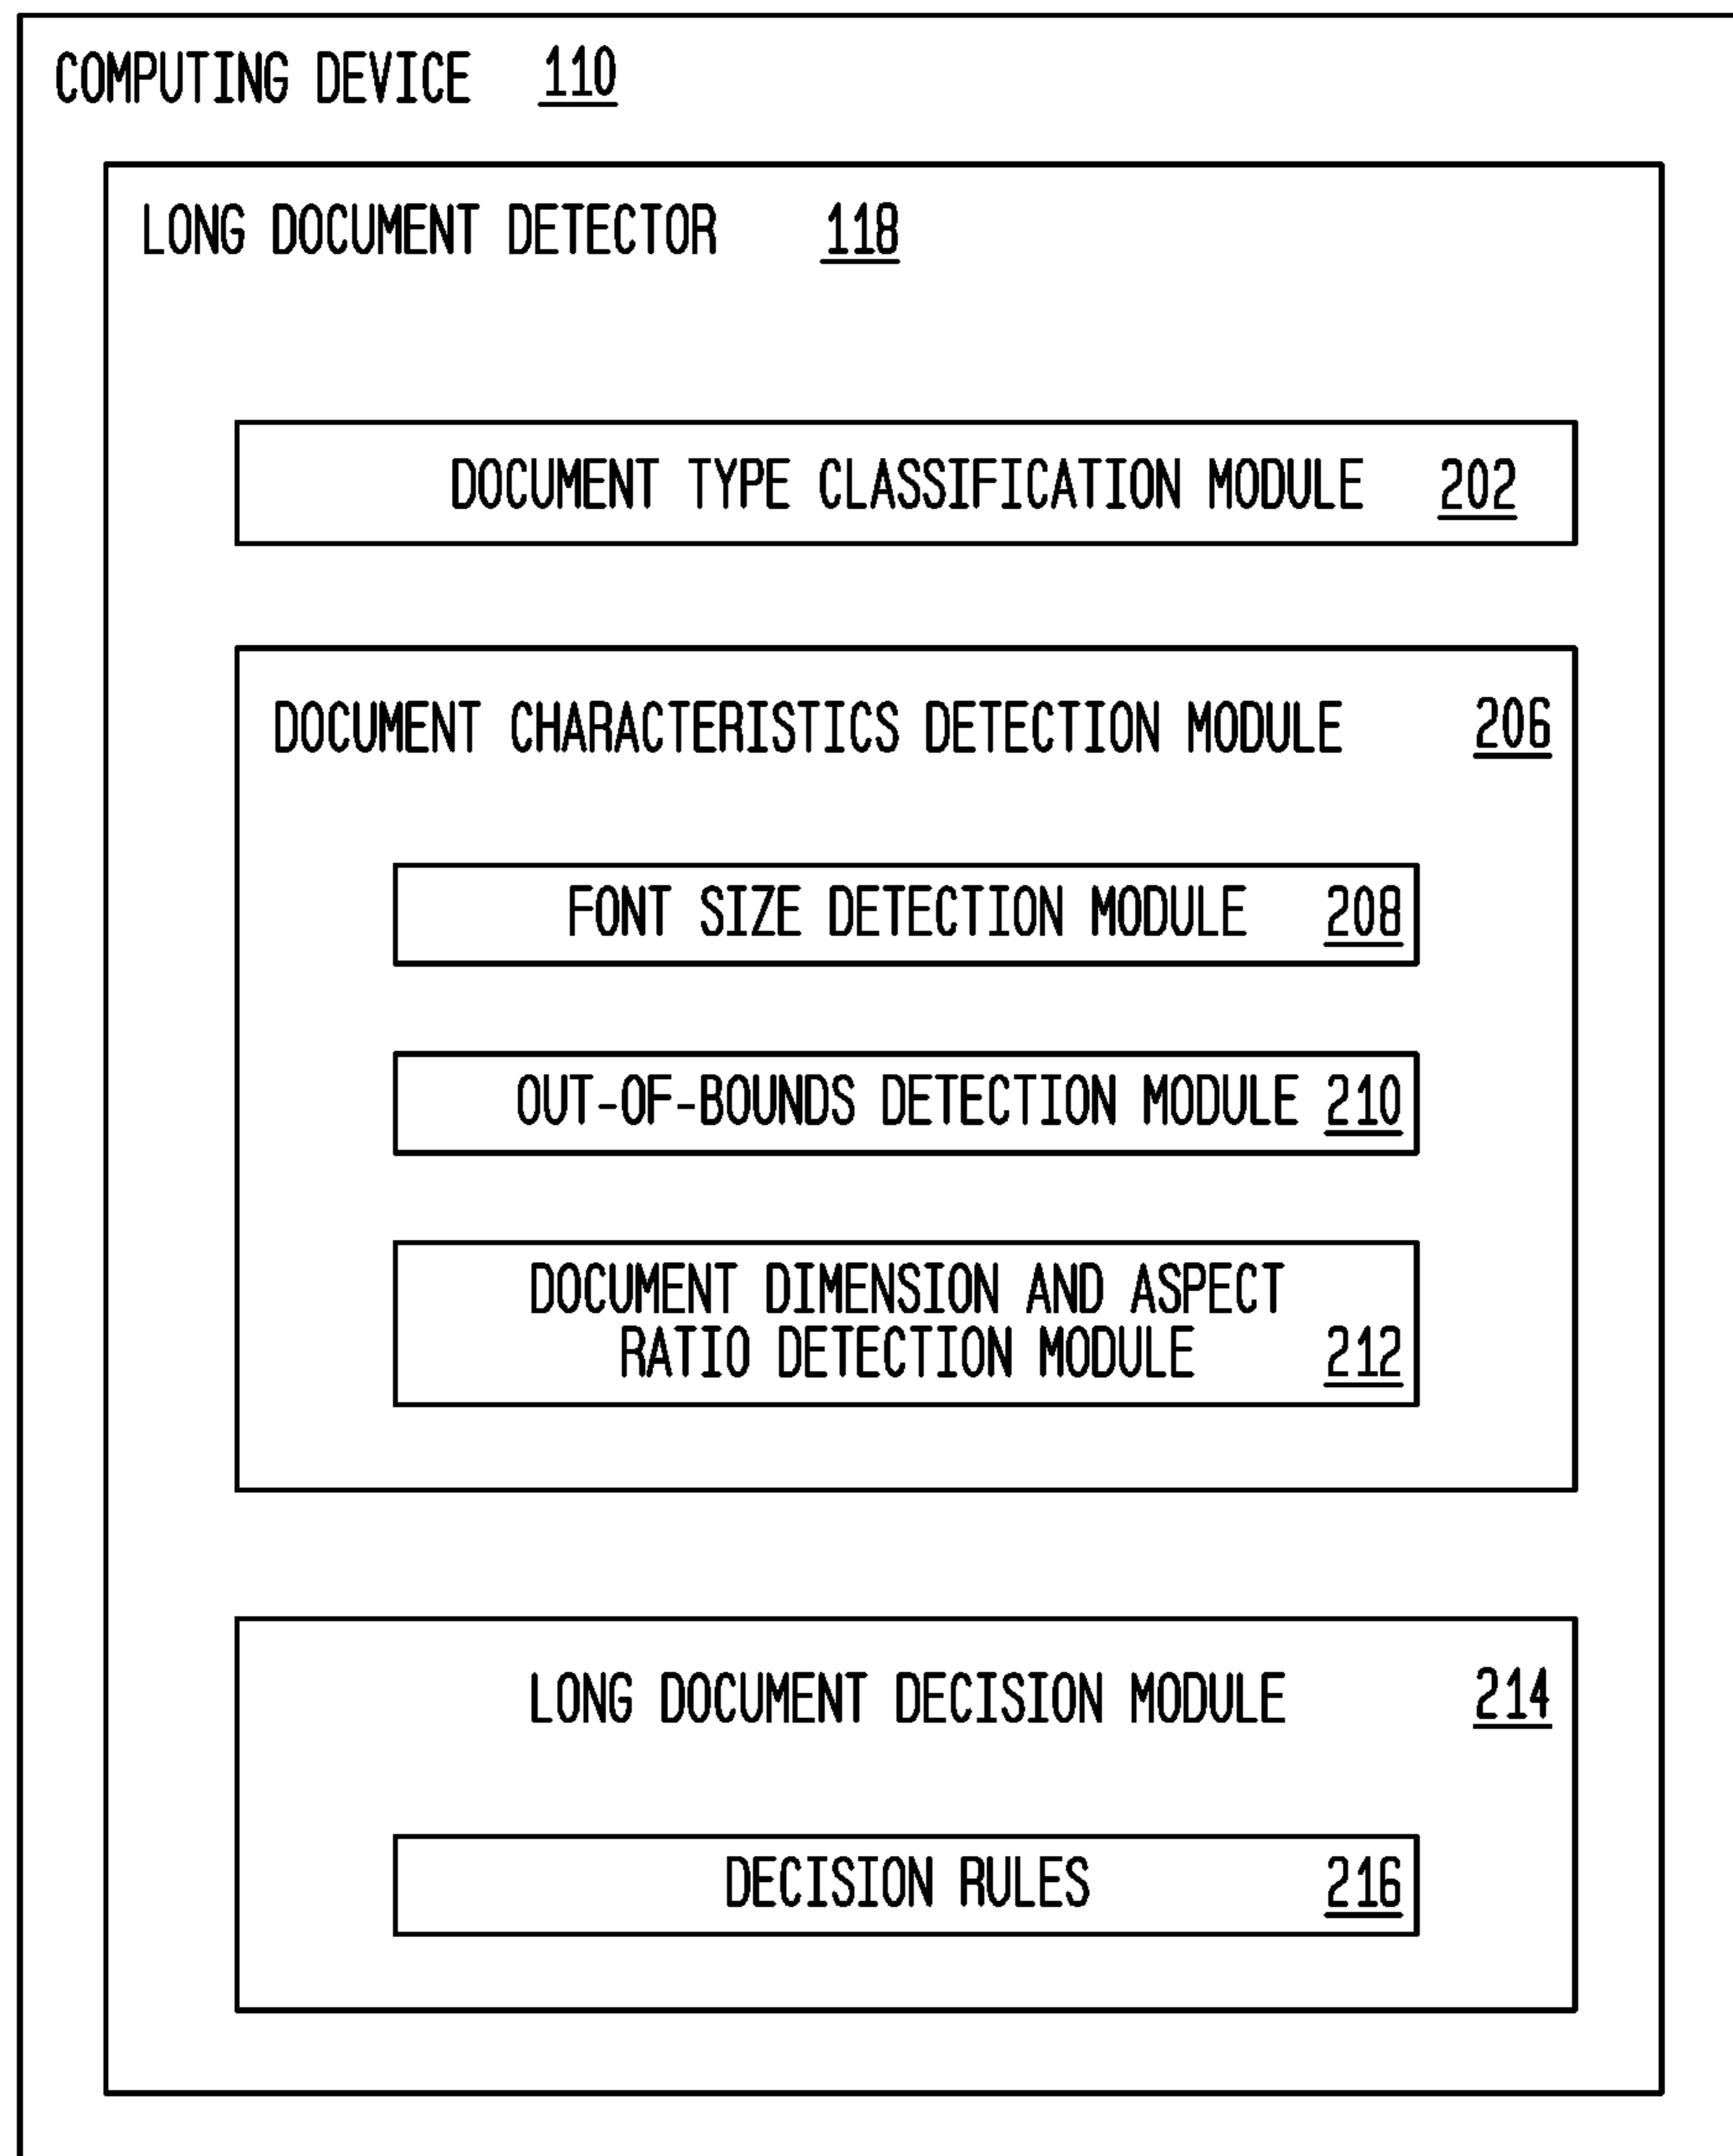 COMPUTING DEVICE 110
LONG DOCUMENT DETECTOR 118
DOCUMENT TYPE CLASSIFICATION MODULE 202
DOCUMENT CHARACTERISTICS DETECTION MODULE 206
FONT SIZE DETECTION MODULE 208
OUT-OF-BOUNDS DETECTION MODULE 210
DOCUMENT DIMENSION AND ASPECT
RATIO DETECTION MODULE 212
LONG DOCUMENT DECISION MODULE 214
DECISION RULES 216